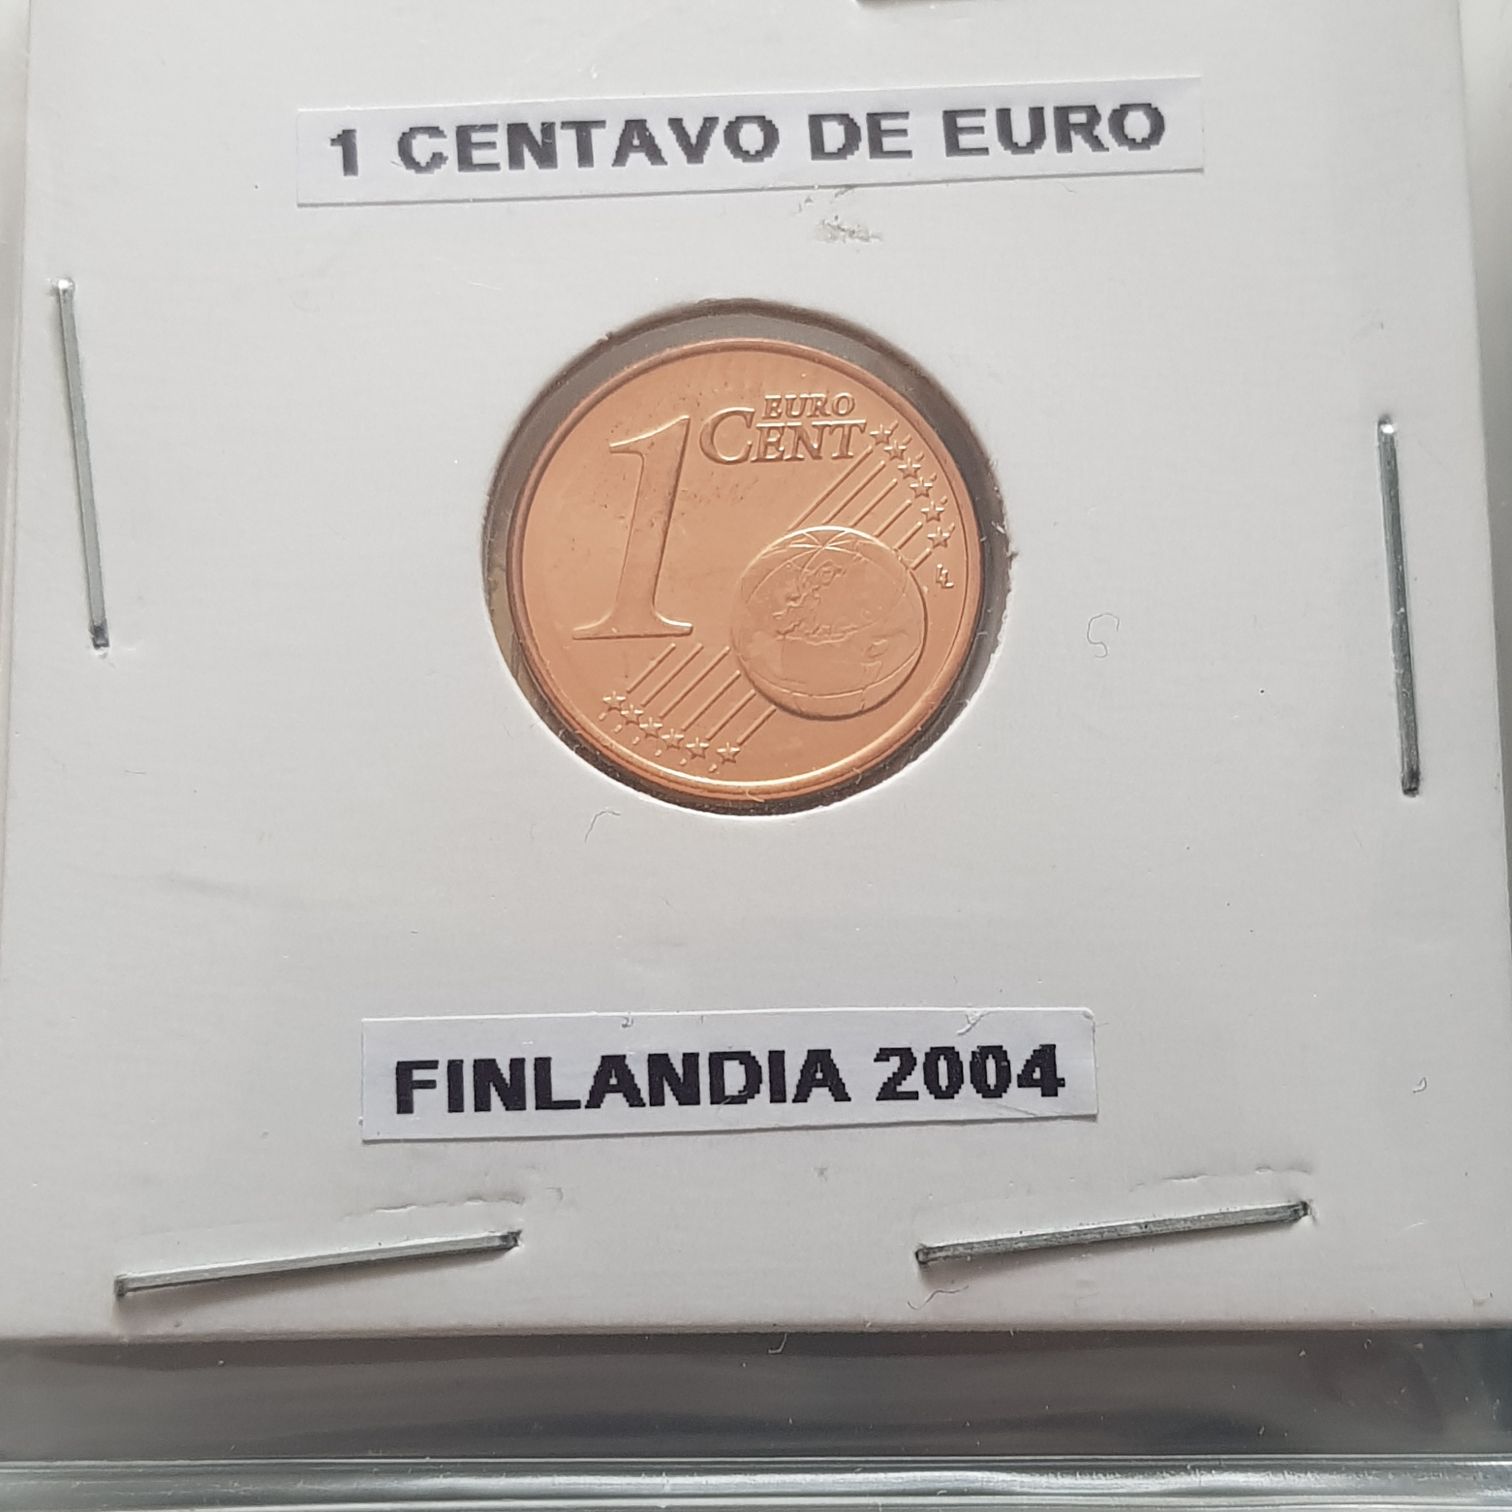 1 CENTAVO DE EURO
1 EURO
CENT
FINLANDIA 2004